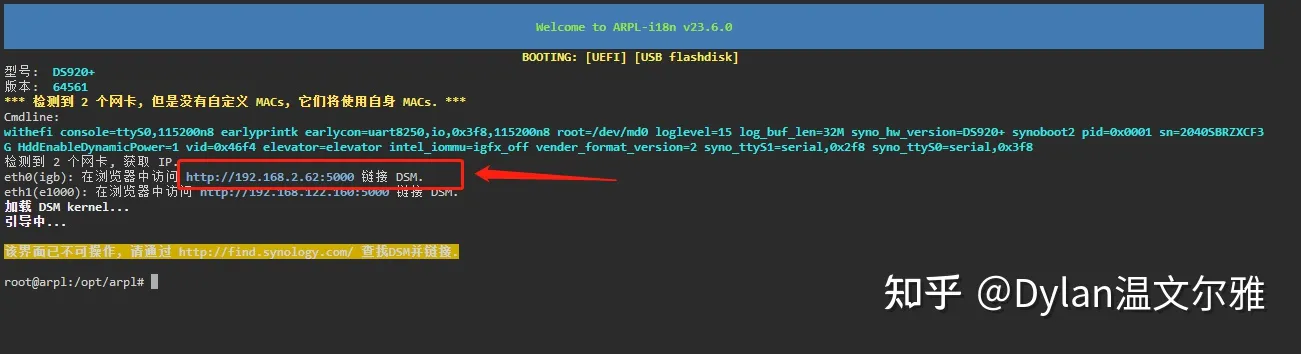 Welcome to ARPL-i18n v23.6.0
BOOTING: [UEFI] [USB flashdisk]
型号: DS920+
版本: 64561
*** 检测到 2 个网卡, 但是没有自定义 MACs, 它们将使用自身 MACs. ***
Cmdline:
withefi console=ttyS0,115200n8 earlyprintk earlycon=uart8250,io,0x3f8,115200n8 root=/dev/md0 loglevel=15 log_buf_len=32M syno_hw_version=DS920+ synoboot2 pid=0x0001 sn=2040SBRZXCF3
G HddEnableDynamicPower=1 vid=0x46f4 elevator=elevator intel_iommu=igfx_off vender_format_version=2 syno_ttyS1=serial,0x2f8 syno_ttyS0=serial,0x3f8
检测到 2 个网卡, 获取 IP.
eth0(igb): 在浏览器中访问 http://192.168.2.62:5000 链接 DSM.
eth1(e1000): 在浏览器中访问 http://192.168.122.160:5000 链接 DSM.
加载 DSM kernel...
引导中...
该界面已不可操作, 请通过 http://find.synology.com/ 查找DSM并链接.
root@arpl:/opt/arpl#
知乎 @Dylan温文尔雅